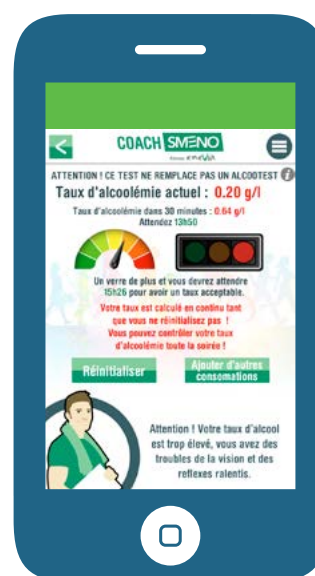 COACH SMENO
ATTENTION ! CE TEST NE REMPLACE PAS UN ALCOOTEST i
Taux d'alcoolémie actuel : 0.20 g/l
Taux d'alcoolémie dans 30 minutes : 0.64 g/l
Attendez 13h50
Un verre de plus et vous devrez attendre
15h26 pour avoir un taux acceptable.
Votre taux est calculé en continu tant
que vous ne réinitialisez pas !
Vous pouvez contrôler votre taux
d'alcoolémie toute la soirée !
Réinitialiser
Ajouter d'autres
consomations
Attention ! Votre taux d'alcool
est trop élevé, vous avez des
troubles de la vision et des
reflexes ralentis.